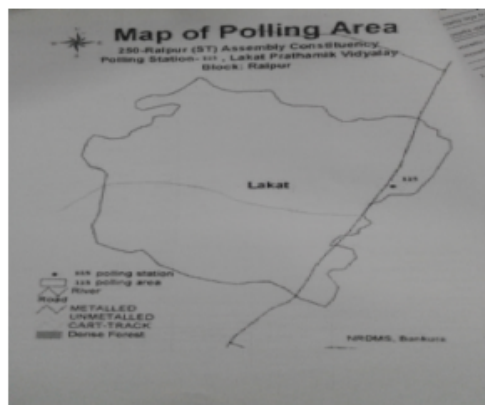 Map of Polling Area
250-Raipur (ST) Assembly Constituency
Polling Station- , Lakat Prathamik Vidyalay
Block: Raipur
Lakat
polling station
polling area
River
Road
METALLED
UNMETALLED
CART-TRACK
Dense Forest
NRDMS, Bankura